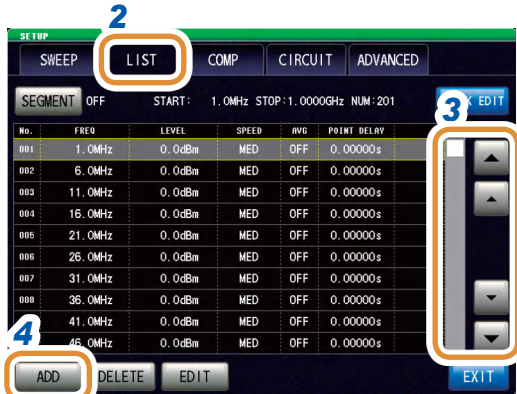 2
SETUP
SWEEP LIST COMP CIRCUIT ADVANCED
SEGMENT OFF START: 1.0MHz STOP:1.0000GHz NUM:201 EDIT
3
No. FREQ LEVEL SPEED AVG POINT DELAY
001 1.0MHz 0.0dBm MED OFF 0.00000s
002 6.0MHz 0.0dBm MED OFF 0.00000s
003 11.0MHz 0.0dBm MED OFF 0.00000s
004 16.0MHz 0.0dBm MED OFF 0.00000s
005 21.0MHz 0.0dBm MED OFF 0.00000s
006 26.0MHz 0.0dBm MED OFF 0.00000s
007 31.0MHz 0.0dBm MED OFF 0.00000s
008 36.0MHz 0.0dBm MED OFF 0.00000s
41.0MHz 0.0dBm MED OFF 0.00000s
4
46.0MHz 0.0dBm MED OFF 0.00000s
ADD DELETE EDIT EXIT